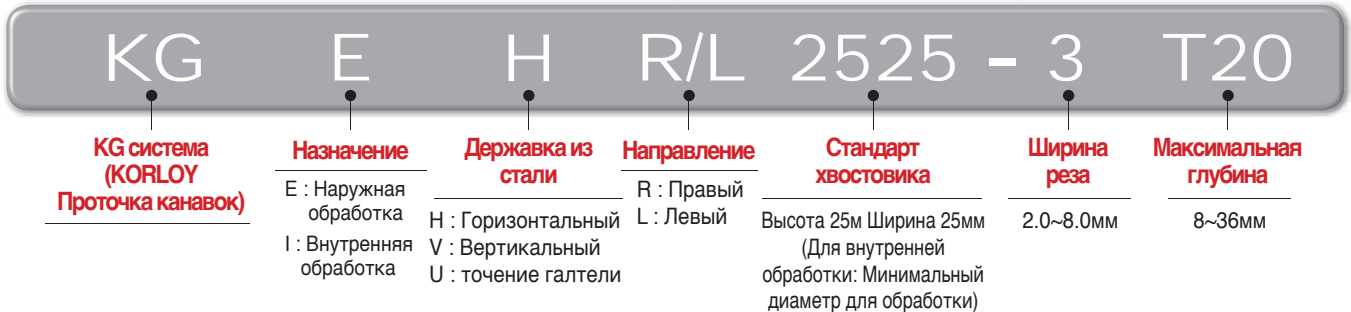 KG E H R/L 2525 - 3 T20
KG система
(KORLOY
Проточка канавок)
Назначение
E : Наружная
обработка
I : Внутренняя
обработка
Державка из
стали
H : Горизонтальный
V : Вертикальный
U : точение галтели
Направление
R : Правый
L : Левый
Стандарт
хвостовика
Высота 25м Ширина 25мм
(Для внутренней
обработки: Минимальный
диаметр для обработки)
Ширина
реза
2.0~8.0мм
Максимальная
глубина
8~36мм